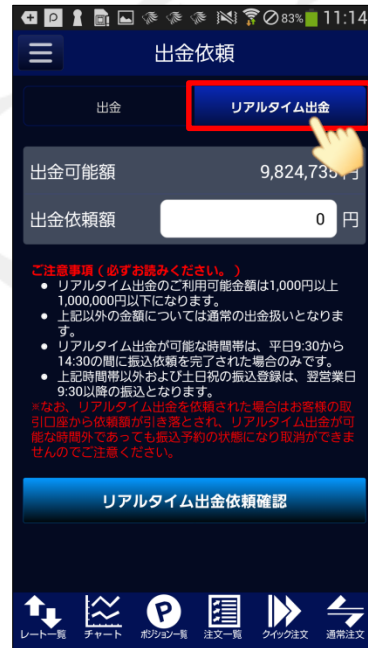 83% 11:14
出金依頼
出金 リアルタイム出金
出金可能額 9,824,735 円
出金依頼額 0 円
ご注意事項(必ずお読みください。)
● リアルタイム出金のご利用可能金額は1,000円以上
1,000,000円以下になります。
● 上記以外の金額については通常の出金扱いとなりま
す。
● リアルタイム出金が可能な時間帯は、平日9:30から
14:30の間に振込依頼を完了された場合のみです。
● 上記時間帯以外および土日祝の振込登録は、翌営業日
9:30以降の振込となります。
※なお、リアルタイム出金を依頼された場合はお客様の取
引口座から依頼額が引き落とされ、リアルタイム出金が可
能な時間外であっても振込予約の状態になり取消ができま
せんのでご注意ください。
リアルタイム出金依頼確認
P
レート一覧 チャート ポジション一覧 注文一覧 クイック注文 通常注文